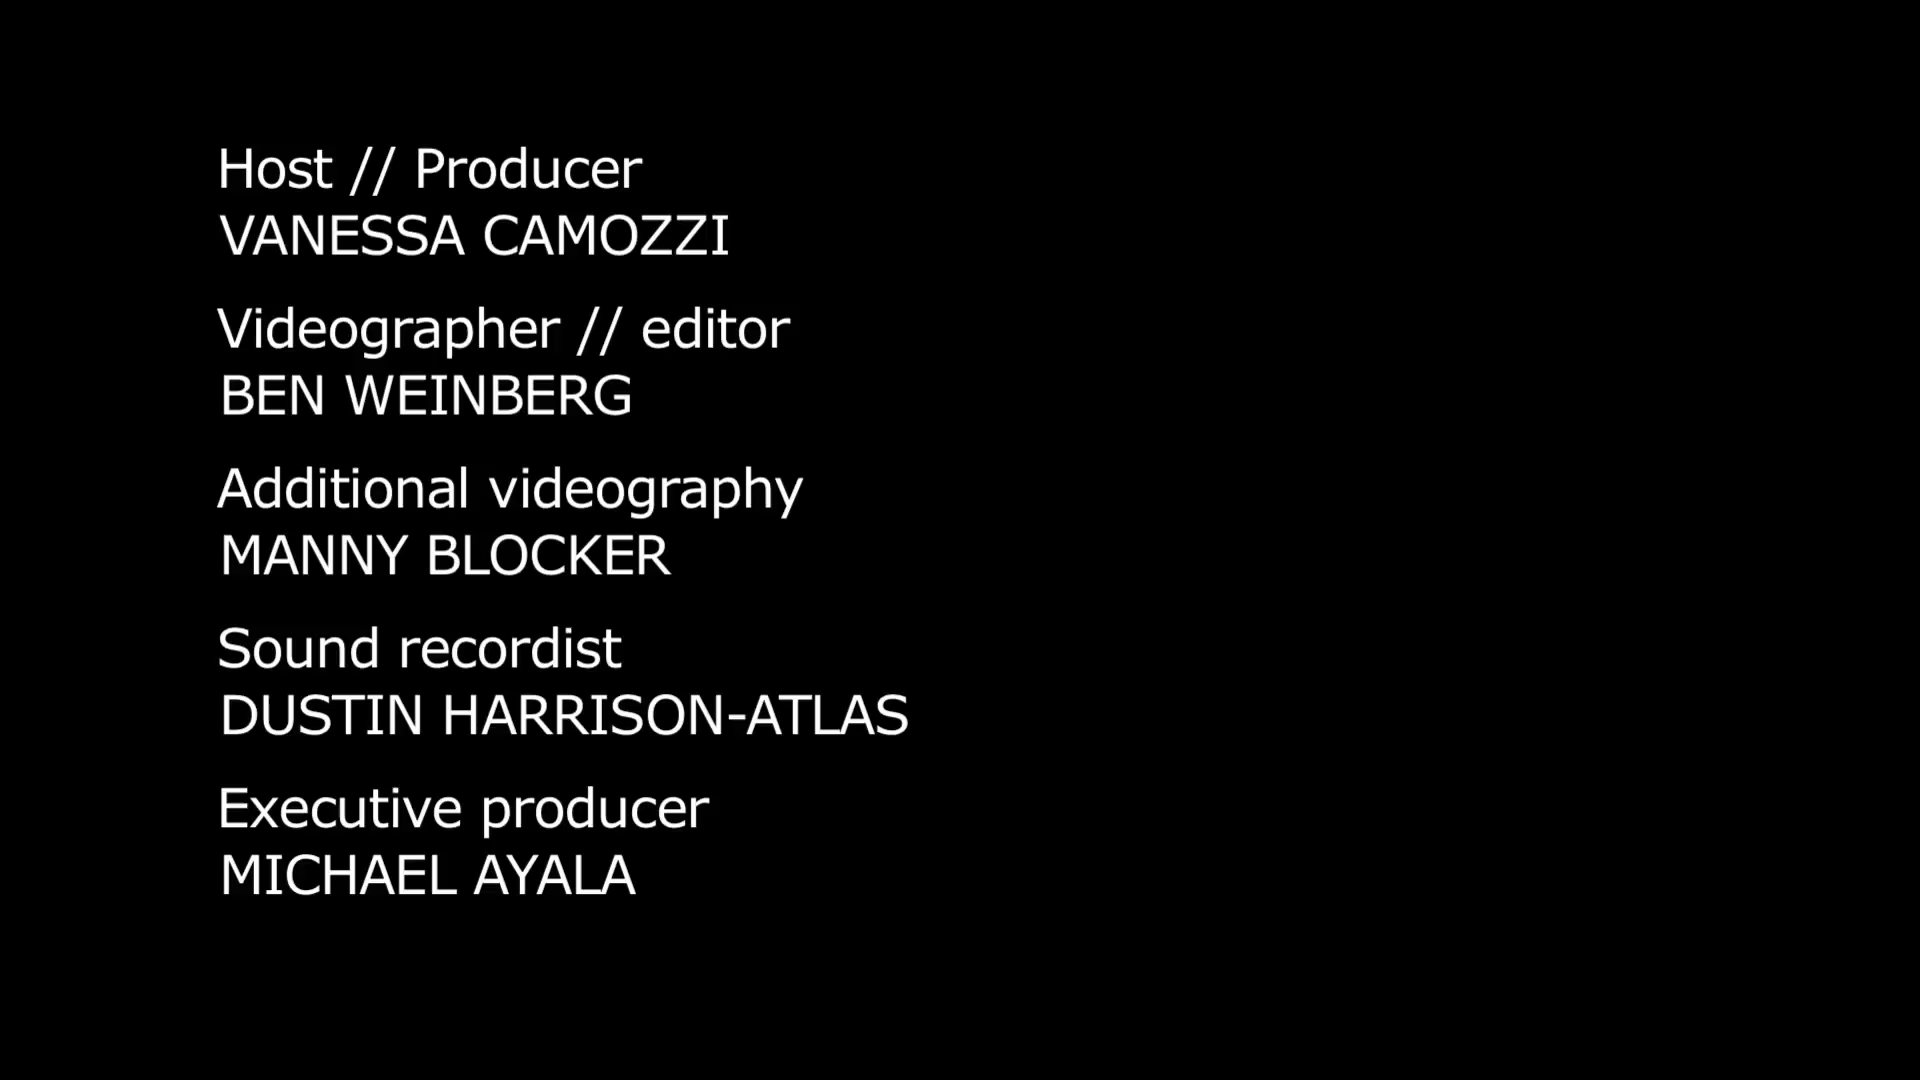 Host // Producer
VANESSA CAMOZZI
Videographer // editor
BEN WEINBERG
Additional videography
MANNY BLOCKER
Sound recordist
DUSTIN HARRISON-ATLAS
Executive producer
MICHAEL AYALA